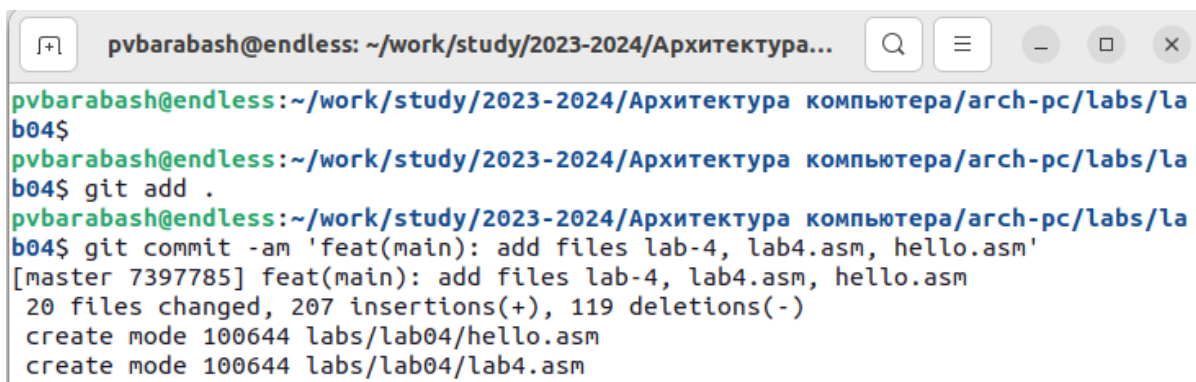 pvbarabash@endless: ~/work/study/2023-2024/Архитектура...
pvbarabash@endless:~/work/study/2023-2024/Архитектура компьютера/arch-pc/labs/la
b04$
pvbarabash@endless:~/work/study/2023-2024/Архитектура компьютера/arch-pc/labs/la
b04$ git add .
pvbarabash@endless:~/work/study/2023-2024/Архитектура компьютера/arch-pc/labs/la
b04$ git commit -am 'feat(main): add files lab-4, lab4.asm, hello.asm'
[master 7397785] feat(main): add files lab-4, lab4.asm, hello.asm
 20 files changed, 207 insertions(+), 119 deletions(-)
 create mode 100644 labs/lab04/hello.asm
 create mode 100644 labs/lab04/lab4.asm